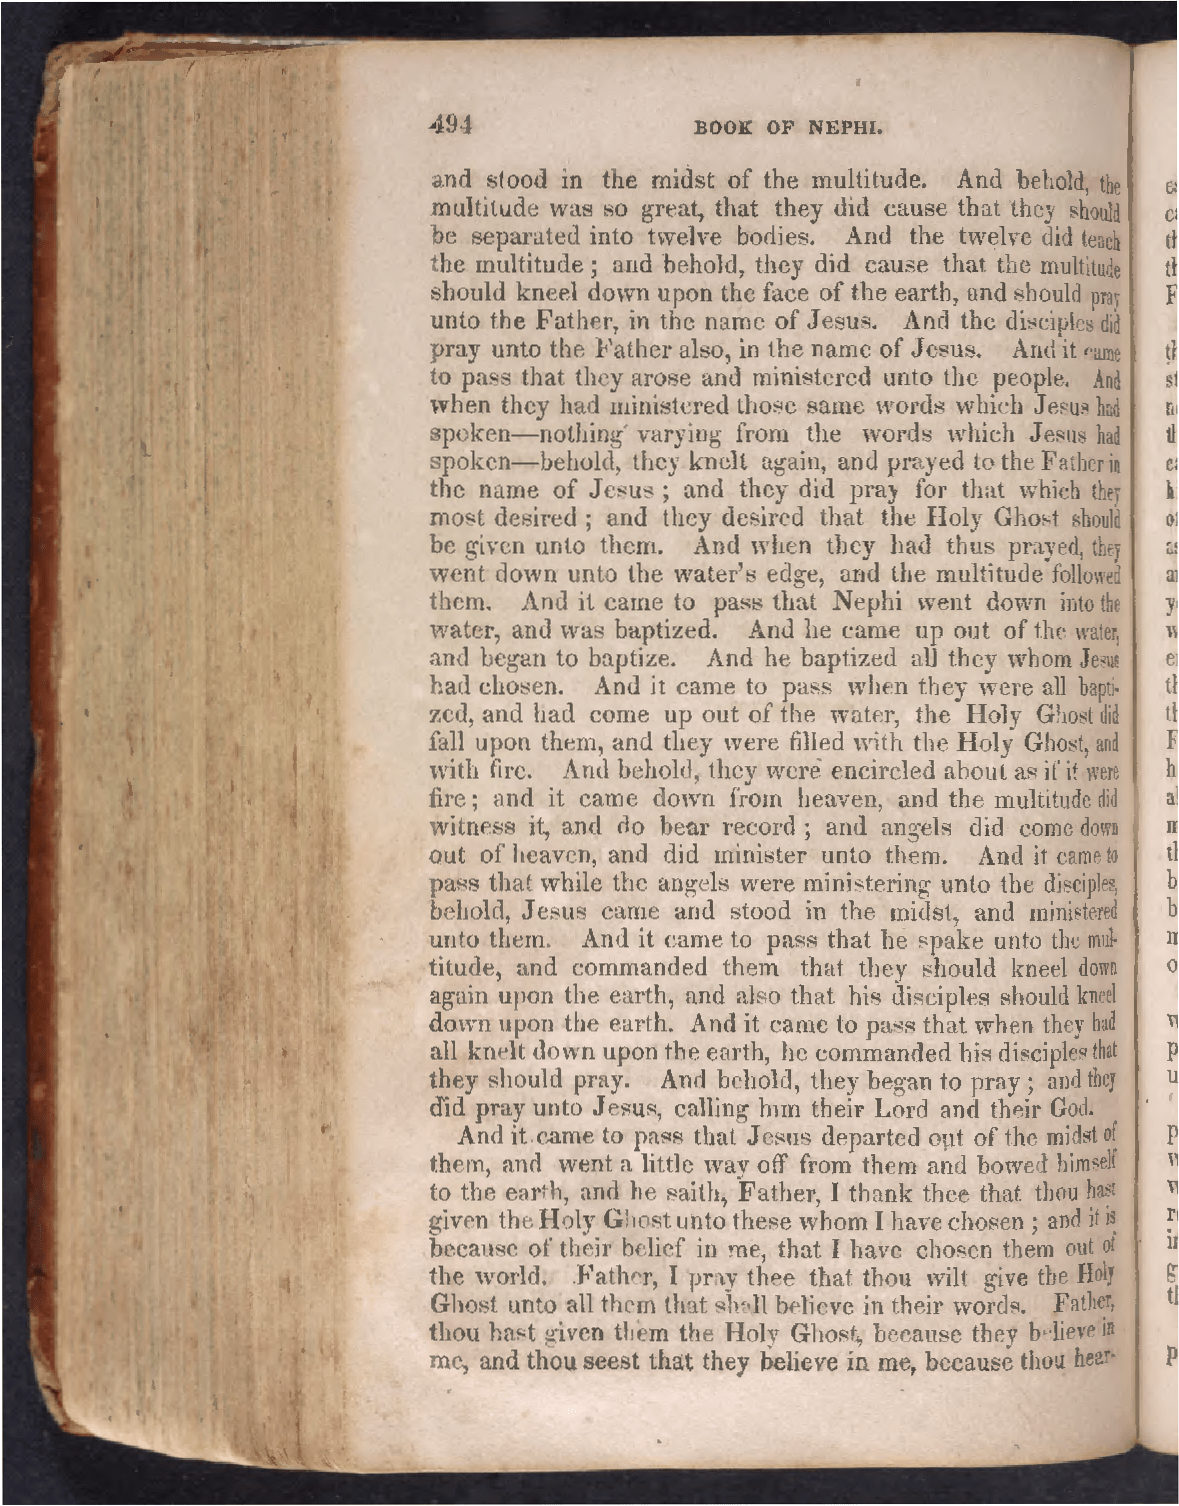 494 BOOK OF NEPHI.
and stood in the midst of the multitude. And behold, the
multitude was so great, that they did cause that they should
be separated into twelve bodies. And the twelve did teach
the multitude; and behold, they did cause that the multitude
should kneel down upon the face of the earth, and should pray
unto the Father, in the name of Jesus. And the disciples did
pray unto the Father also, in the name of Jesus. And it came
to pass that they arose and ministered unto the people. And
when they had ministered those same words which Jesus had
spoken—nothing varying from the words which Jesus had
spoken—behold, they knelt again, and prayed to the Father in
the name of Jesus; and they did pray for that which they
most desired; and they desired that the Holy Ghost should
be given unto them. And when they had thus prayed, they
went down unto the water's edge, and the multitude followed
them. And it came to pass that Nephi went down into the
water, and was baptized. And he came up out of the water,
and began to baptize. And he baptized all they whom Jesus
had chosen. And it came to pass when they were all bapti-
zed, and had come up out of the water, the Holy Ghost did
fall upon them, and they were filled with the Holy Ghost, and
with fire. And behold, they were encircled about as if it were
fire; and it came down from heaven, and the multitude did
witness it, and do bear record; and angels did come down
out of heaven, and did minister unto them. And it came to
pass that while the angels were ministering unto the disciples,
behold, Jesus came and stood in the midst, and ministered
unto them. And it came to pass that he spake unto the mul-
titude, and commanded them that they should kneel down
again upon the earth, and also that his disciples should kneel
down upon the earth. And it came to pass that when they had
all knelt down upon the earth, he commanded his disciples that
they should pray. And behold, they began to pray; and they
did pray unto Jesus, calling him their Lord and their God.
And it came to pass that Jesus departed out of the midst of
them, and went a little way off from them and bowed himself
to the earth, and he saith, Father, I thank thee that thou hast
given the Holy Ghost unto these whom I have chosen; and it is
because of their belief in me, that I have chosen them out of
the world. Father, I pray thee that thou wilt give the Holy
Ghost unto all them that shall believe in their words. Father,
thou hast given them the Holy Ghost, because they believe in
me, and thou seest that they believe in me, because thou hear-